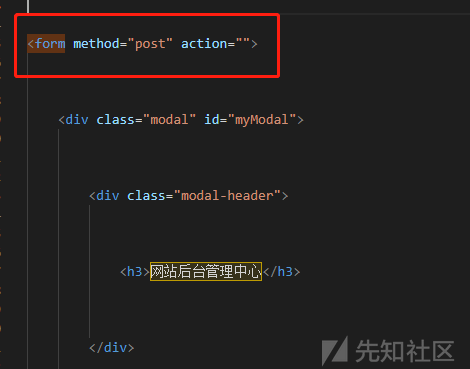 <form method="post" action="">
<div class="modal" id="myModal">
<div class="modal-header">
<h3>网站后台管理中心</h3>
</div>
先知社区